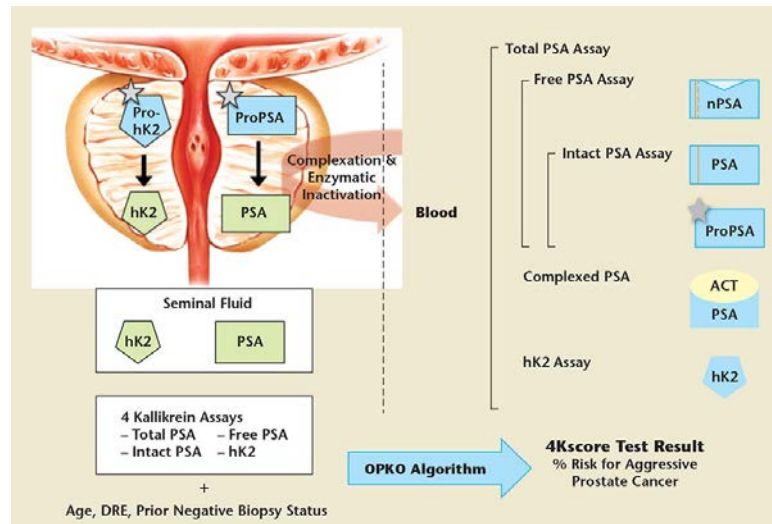 Pro-
hK2
ProPSA
hK2
PSA
Complexation &
Enzymatic
Inactivation
Blood
Total PSA Assay
Free PSA Assay
nPSA
Intact PSA Assay
PSA
ProPSA
Complexed PSA
ACT
PSA
hK2 Assay
hK2
Seminal Fluid
hK2
PSA
4 Kallikrein Assays
– Total PSA – Free PSA
– Intact PSA – hK2
+
Age, DRE, Prior Negative Biopsy Status
OPKO Algorithm
4Kscore Test Result
% Risk for Aggressive
Prostate Cancer